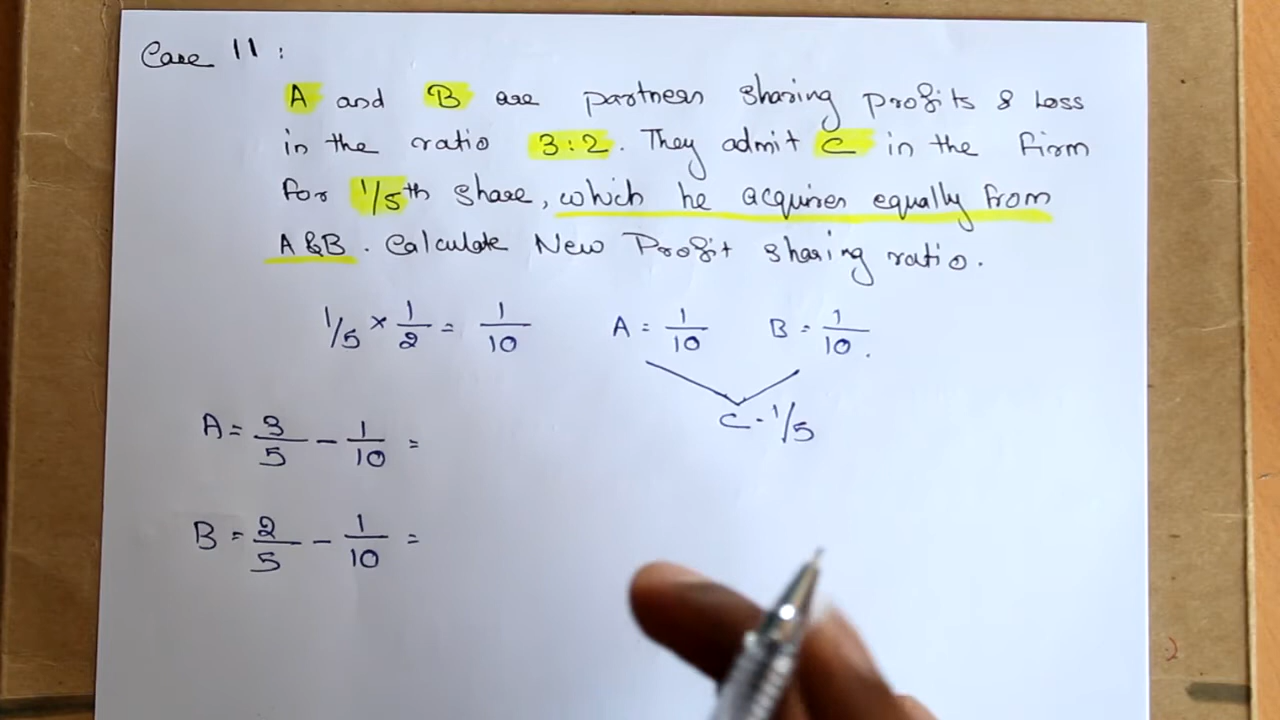 Case 11 :
A and B are partners sharing profits & Loss
in the ratio 3:2. They admit C in the firm
for 1/5th share, which he acquires equally from
A & B. Calculate New Profit sharing ratio.
1/5 × 1/2 = 1/10 A = 1/10 B = 1/10.
C - 1/5
A = 3/5 - 1/10 =
B = 2/5 - 1/10 =